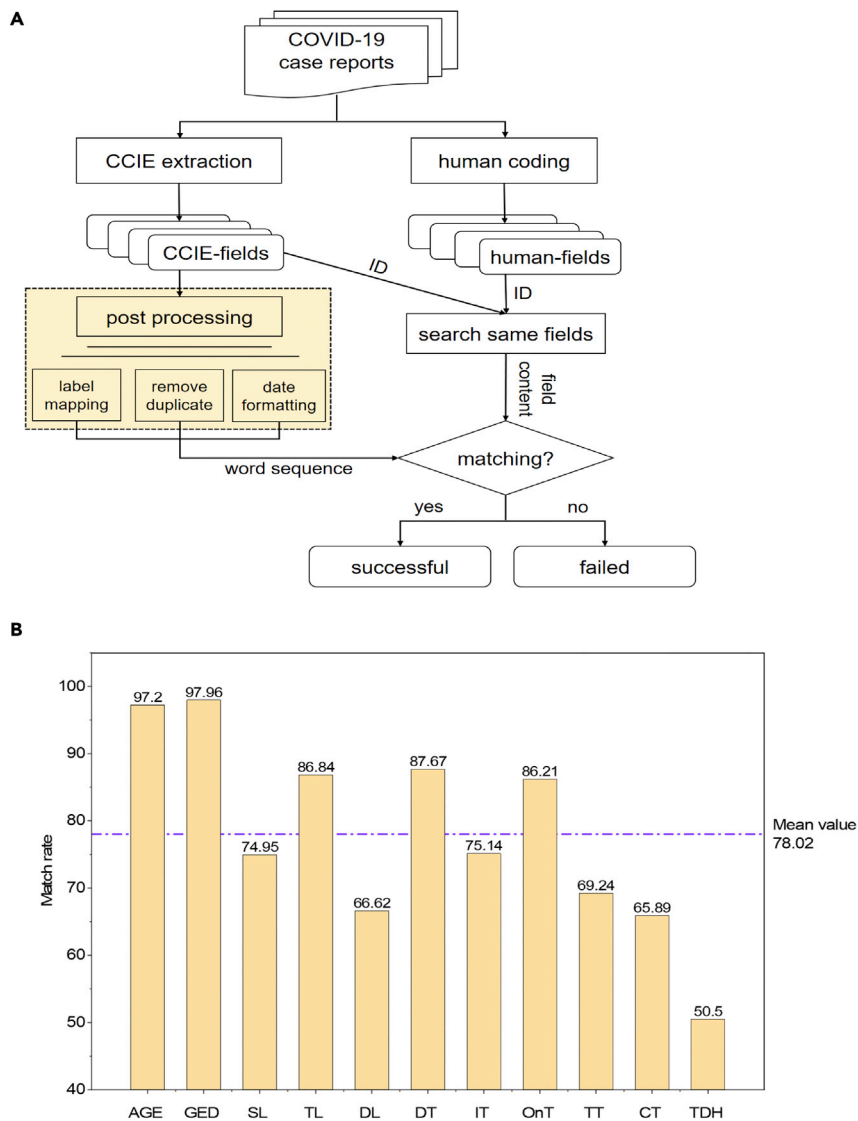 A
COVID-19
case reports
CCIE extraction
human coding
CCIE-fields
human-fields
ID
ID
post processing
search same fields
label
mapping
remove
duplicate
date
formatting
field
content
word sequence
matching?
yes
no
successful
failed
B
Match rate
100
90
80
70
60
50
40
97.2
97.96
74.95
86.84
66.62
87.67
75.14
86.21
69.24
65.89
50.5
Mean value
78.02
AGE GED SL TL DL DT IT OnT TT CT TDH